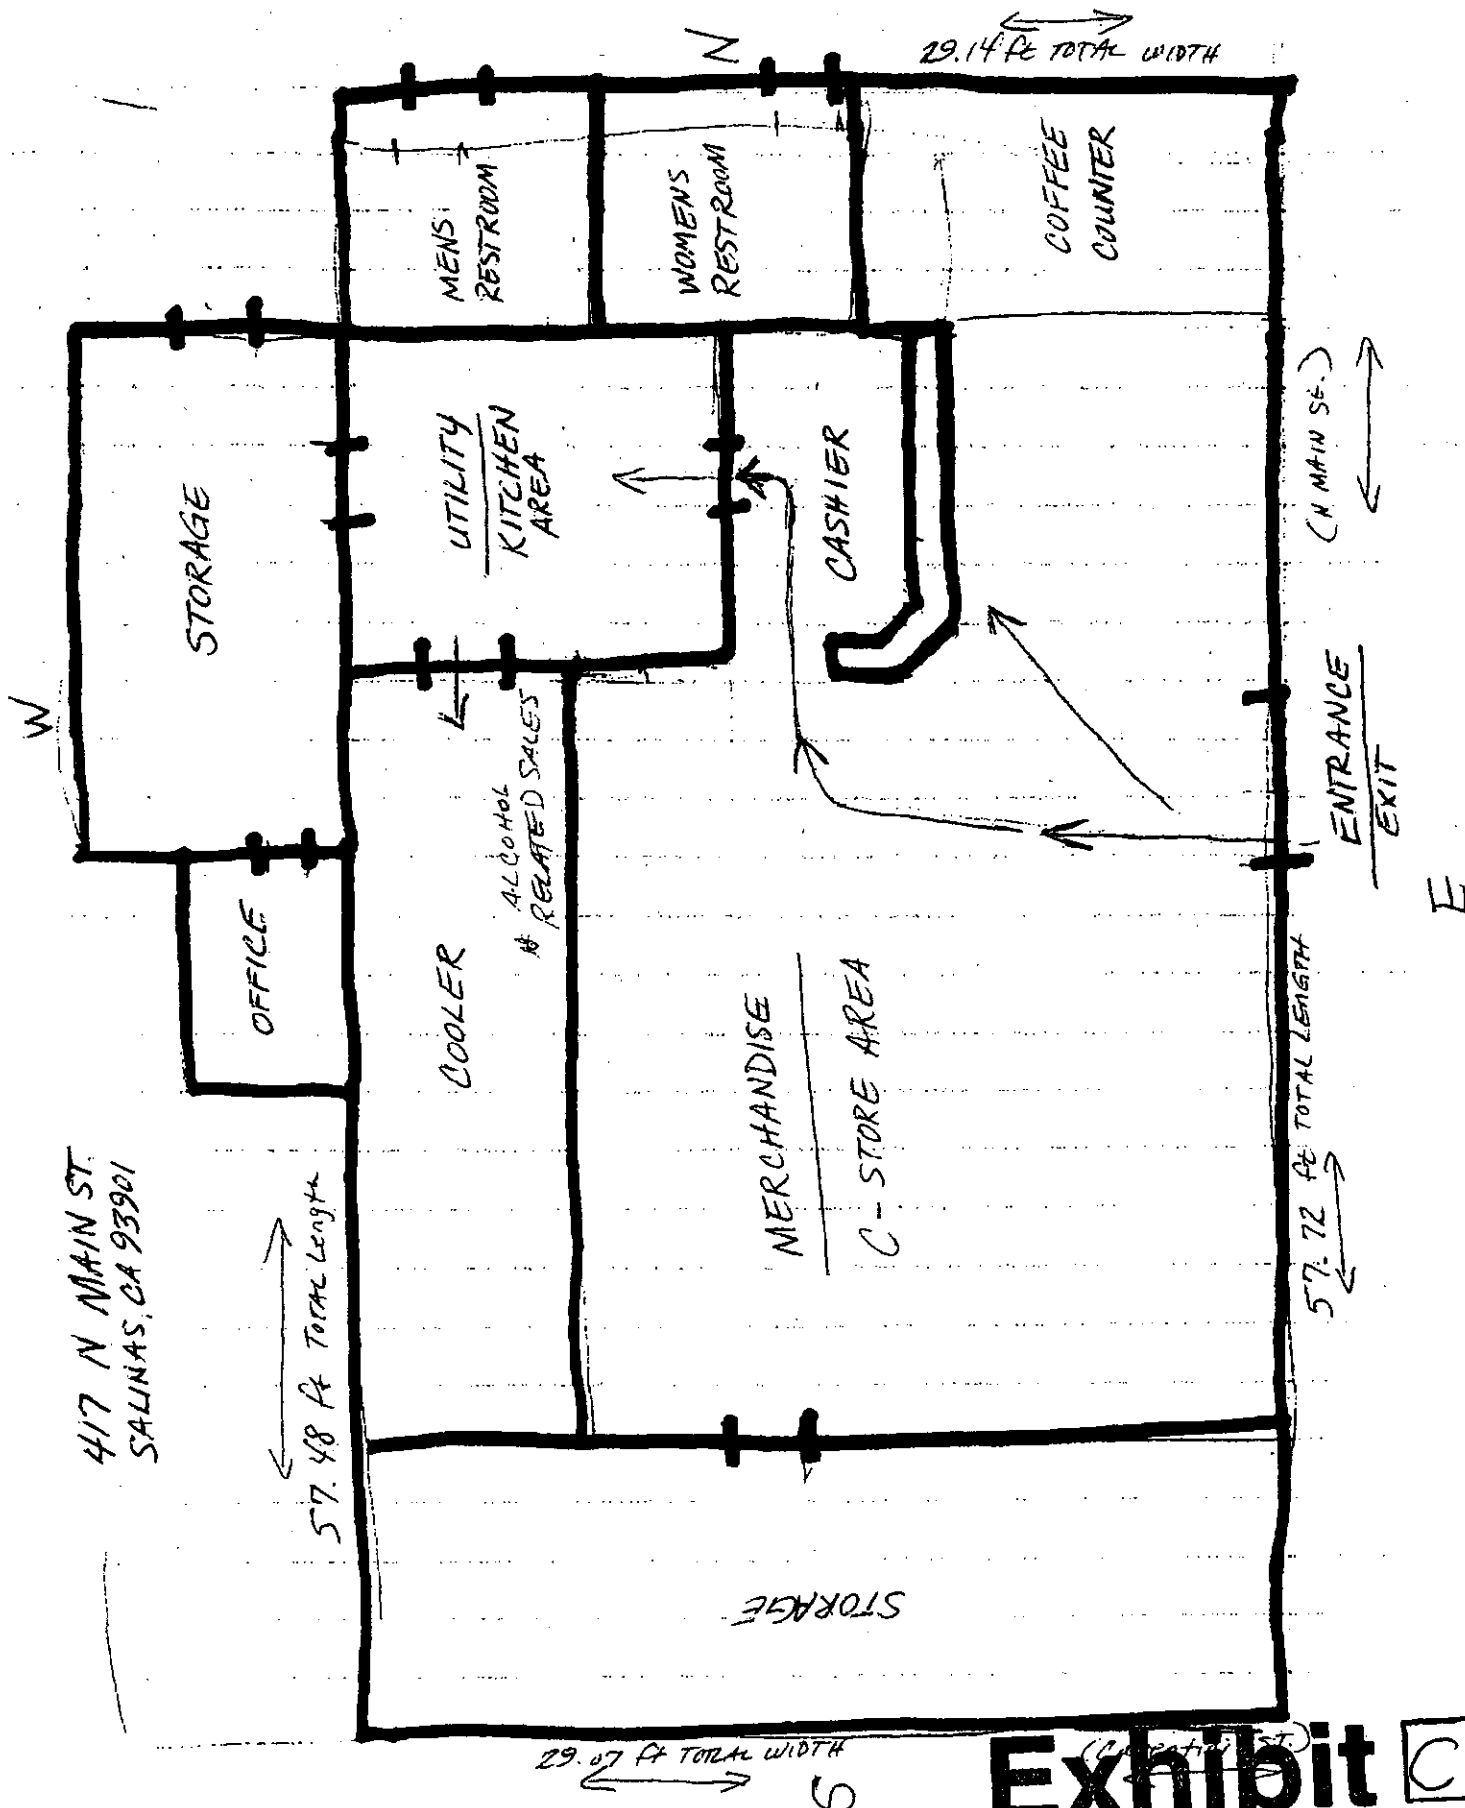 417 N MAIN ST.
SALINAS, CA 93901
57.48 ft Total Length
W
OFFICE
STORAGE
COOLER
# ALCOHOL
RELATED SALES
UTILITY
KITCHEN
AREA
MENS
RESTROOM
WOMENS
RESTROOM
N
29.14 ft TOTAL WIDTH
COFFEE
COUNTER
CASHIER
MERCHANDISE
C-STORE AREA
STORAGE
57.72 ft TOTAL LENGTH
ENTRANCE
EXIT
(N MAIN St.)
E
29.07 ft TOTAL WIDTH
S
Exhibit C